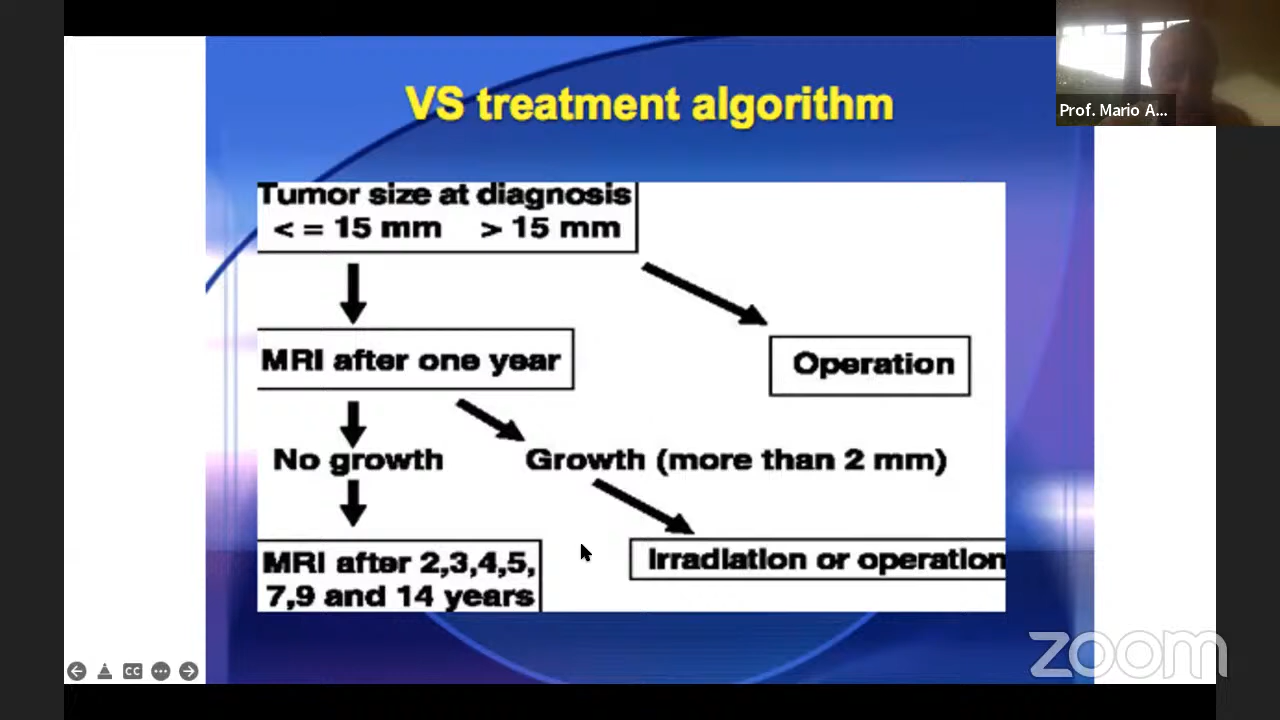 VS treatment algorithm
Prof. Mario A...
Tumor size at diagnosis
< = 15 mm > 15 mm
MRI after one year
Operation
No growth
Growth (more than 2 mm)
MRI after 2,3,4,5,
7,9 and 14 years
Irradiation or operation
CC
zoom